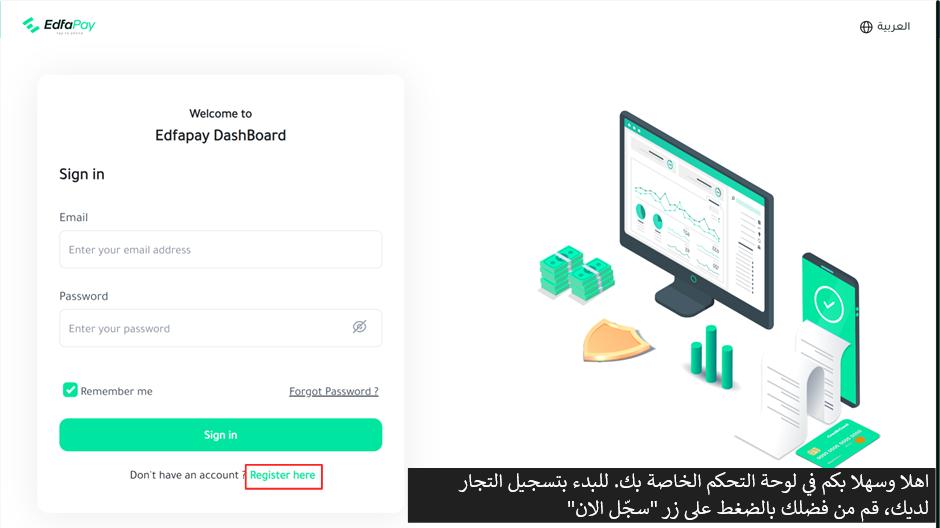 EdfaPay
العربية
Welcome to
Edfapay DashBoard
Sign in
Email
Enter your email address
Password
Enter your password
Remember me
Forgot Password ?
Sign in
Don't have an account ? Register here
اهلا وسهلا بكم في لوحة التحكم الخاصة بك. للبدء بتسجيل التجار
لديك، قم من فضلك بالضغط على زر "سجّل الان"